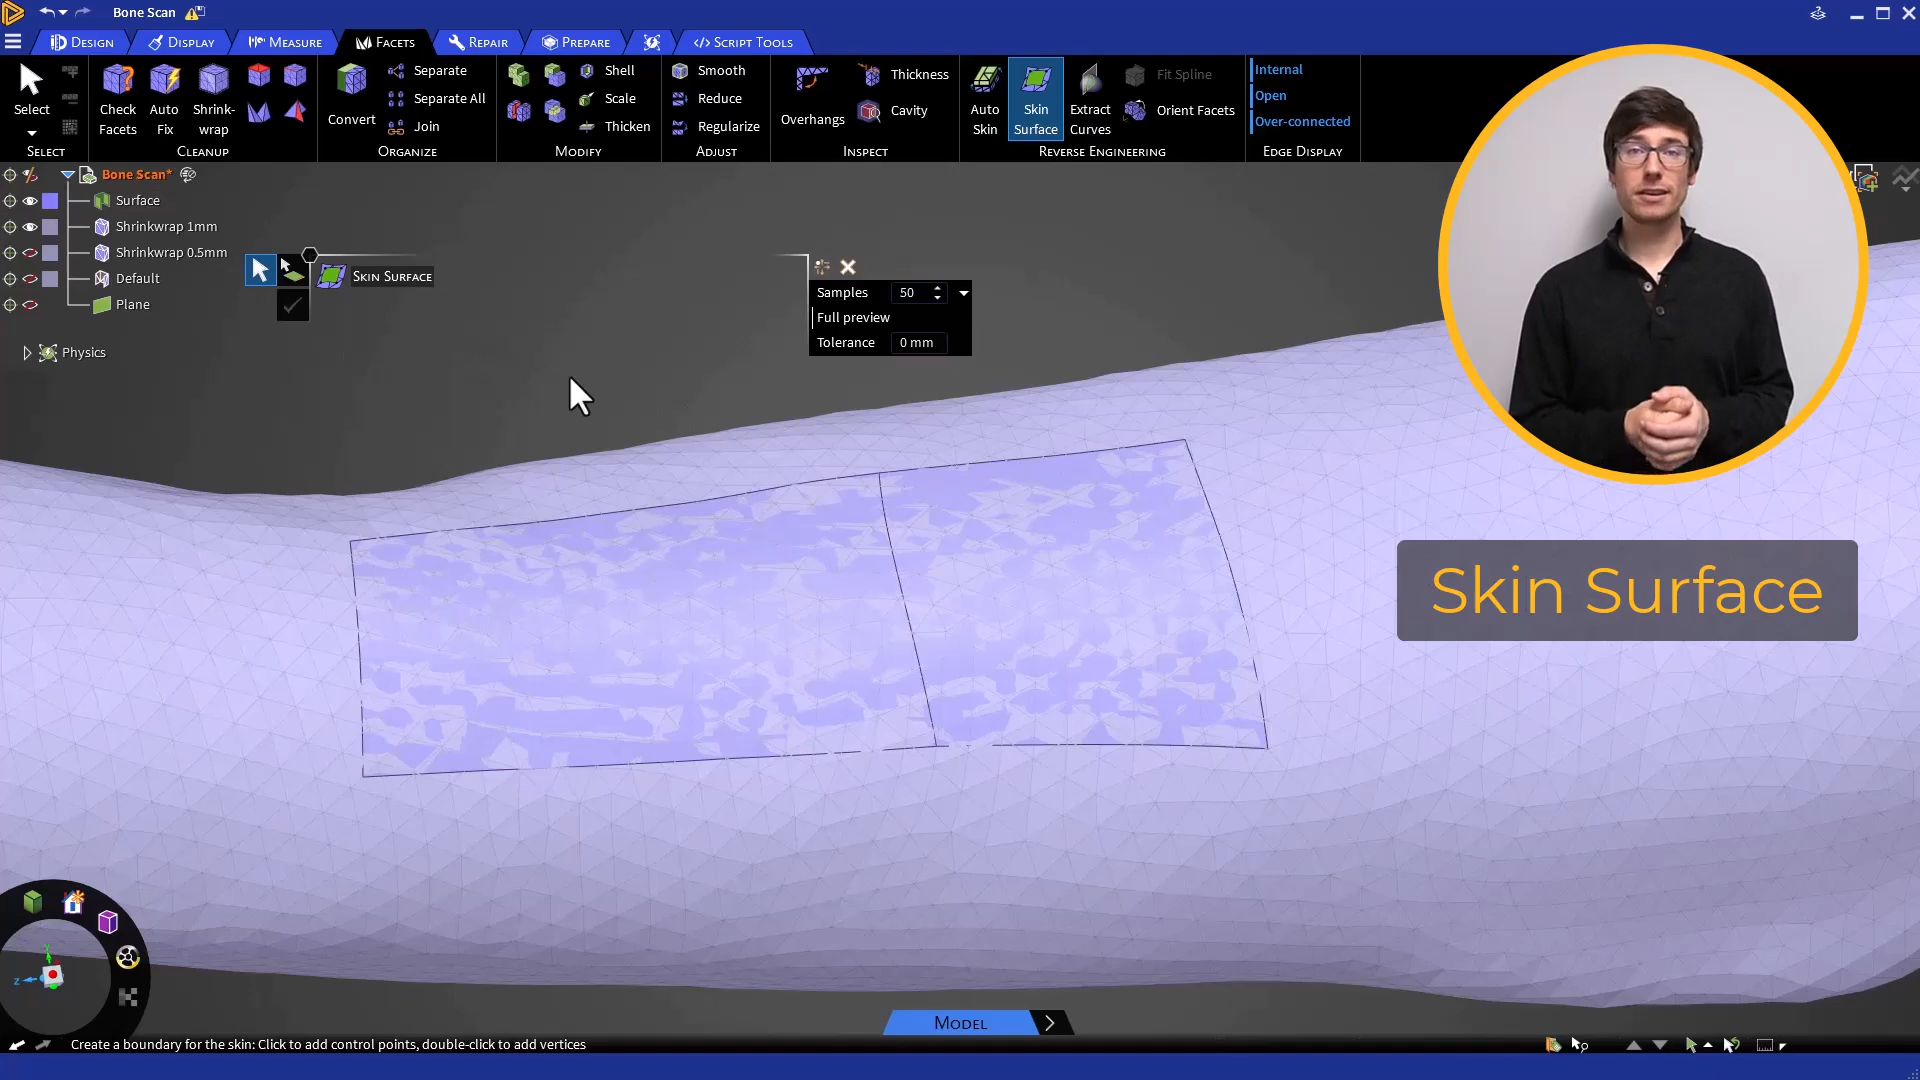 Bone Scan
Design
Display
Measure
Facets
Repair
Prepare
</> Script Tools
Select
Check Facets
Auto Fix
Shrink-wrap
Convert
Separate
Separate All
Join
Shell
Scale
Thicken
Smooth
Reduce
Regularize
Overhangs
Thickness
Cavity
Auto Skin
Skin Surface
Extract Curves
Fit Spline
Orient Facets
Internal
Open
Over-connected
Select
Cleanup
Organize
Modify
Adjust
Inspect
Reverse Engineering
Edge Display
Bone Scan*
Surface
Shrinkwrap 1mm
Shrinkwrap 0.5mm
Default
Plane
Physics
Skin Surface
Samples 50
Full preview
Tolerance 0 mm
Skin Surface
Y
Z
Model
Create a boundary for the skin: Click to add control points, double-click to add vertices